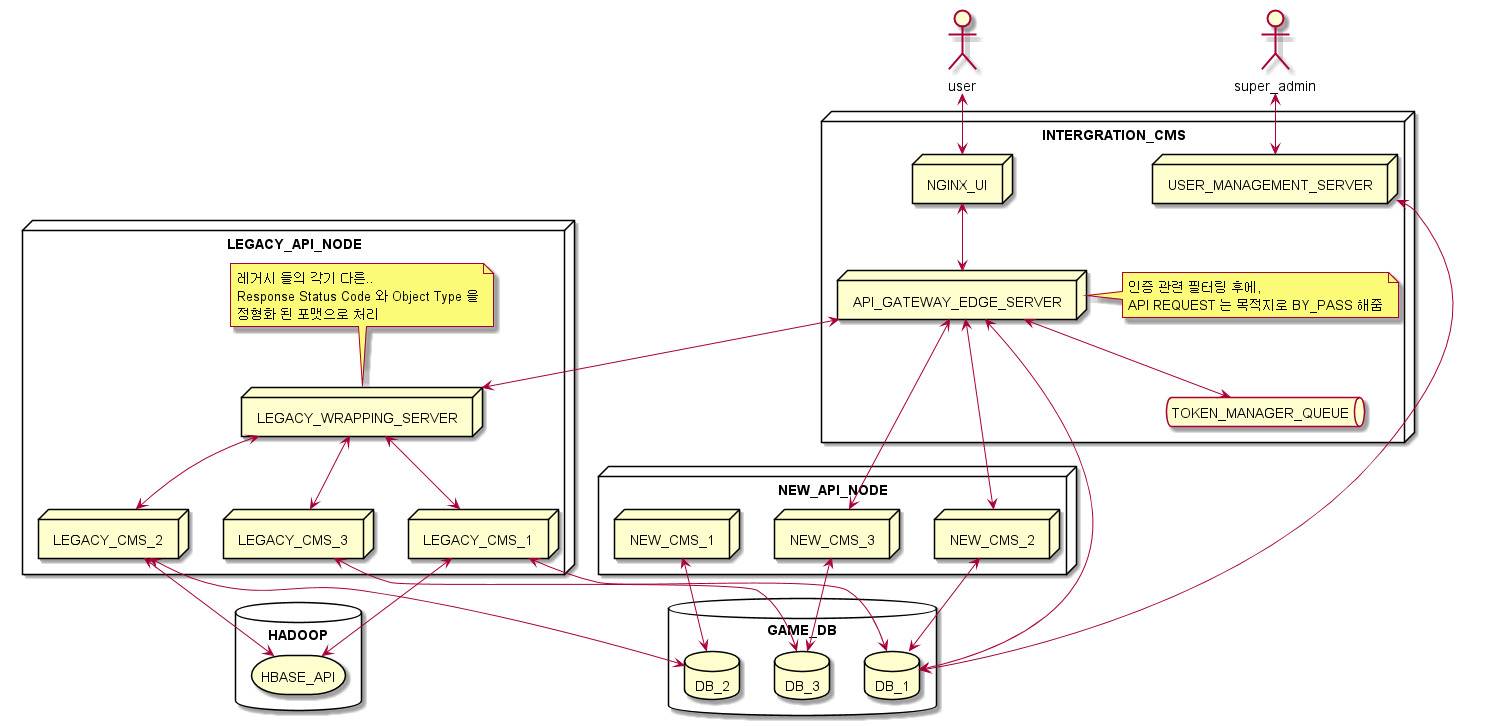 user
super_admin
INTERGRATION_CMS
NGINX_UI
USER_MANAGEMENT_SERVER
LEGACY_API_NODE
레거시 들의 각기 다른..
Response Status Code 와 Object Type 을
정형화 된 포맷으로 처리
API_GATEWAY_EDGE_SERVER
인증 관련 필터링 후에,
API REQUEST 는 목적지로 BY_PASS 해줌
LEGACY_WRAPPING_SERVER
TOKEN_MANAGER_QUEUE
NEW_API_NODE
LEGACY_CMS_2
LEGACY_CMS_3
LEGACY_CMS_1
NEW_CMS_1
NEW_CMS_3
NEW_CMS_2
HADOOP
HBASE_API
GAME_DB
DB_2
DB_3
DB_1